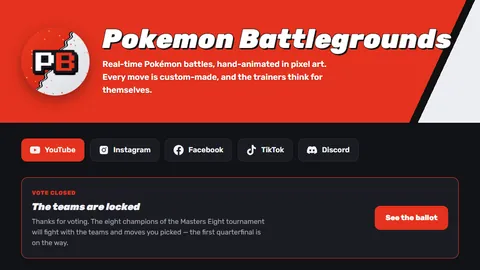 PB
Pokemon Battlegrounds
Real-time Pokémon battles, hand-animated in pixel art.
Every move is custom-made, and the trainers think for
themselves.
YouTube
Instagram
Facebook
TikTok
Discord
VOTE CLOSED
The teams are locked
Thanks for voting. The eight champions of the Masters Eight tournament
will fight with the teams and moves you picked — the first quarterfinal is
on the way.
See the ballot